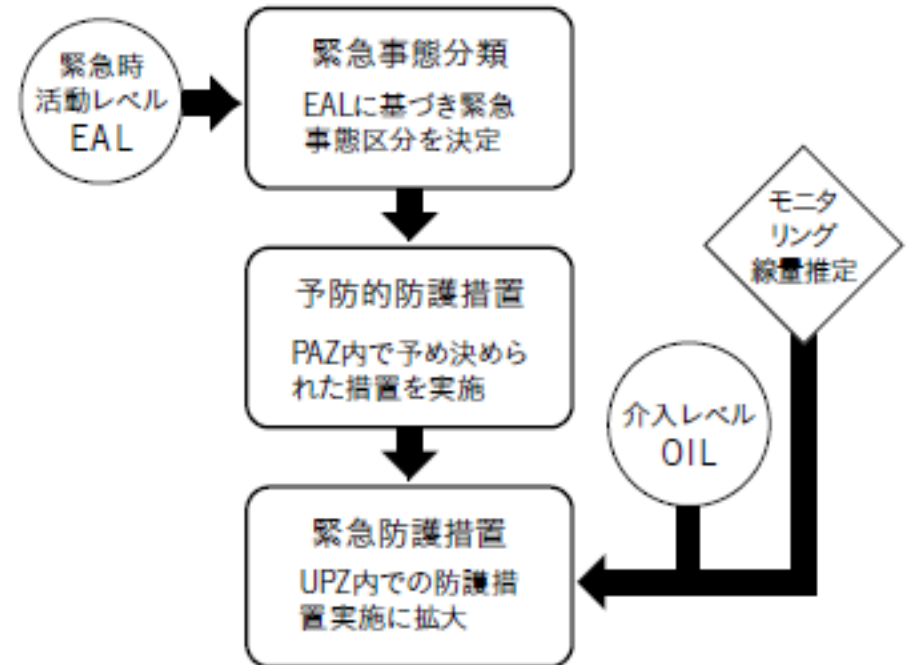 緊急時
活動レベル
EAL
緊急事態分類
EALに基づき緊急
事態区分を決定
予防的防護措置
PAZ内で予め決めら
れた措置を実施
モニタ
リング
線量推定
介入レベル
OIL
緊急防護措置
UPZ内での防護措
置実施に拡大